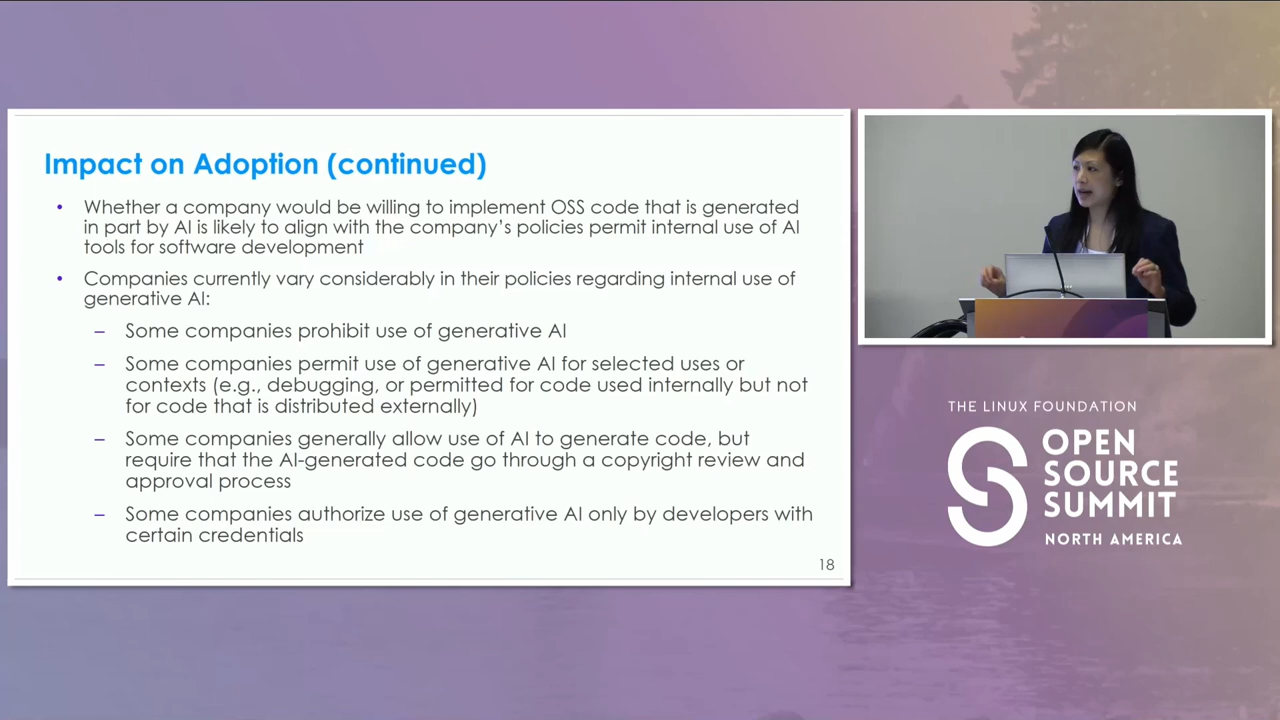 Impact on Adoption (continued)
• Whether a company would be willing to implement OSS code that is generated
in part by AI is likely to align with the company's policies permit internal use of AI
tools for software development
• Companies currently vary considerably in their policies regarding internal use of
generative AI:
– Some companies prohibit use of generative AI
– Some companies permit use of generative AI for selected uses or
contexts (e.g., debugging, or permitted for code used internally but not
for code that is distributed externally)
– Some companies generally allow use of AI to generate code, but
require that the AI-generated code go through a copyright review and
approval process
– Some companies authorize use of generative AI only by developers with
certain credentials
18
THE LINUX FOUNDATION
OPEN
SOURCE
SUMMIT
NORTH AMERICA